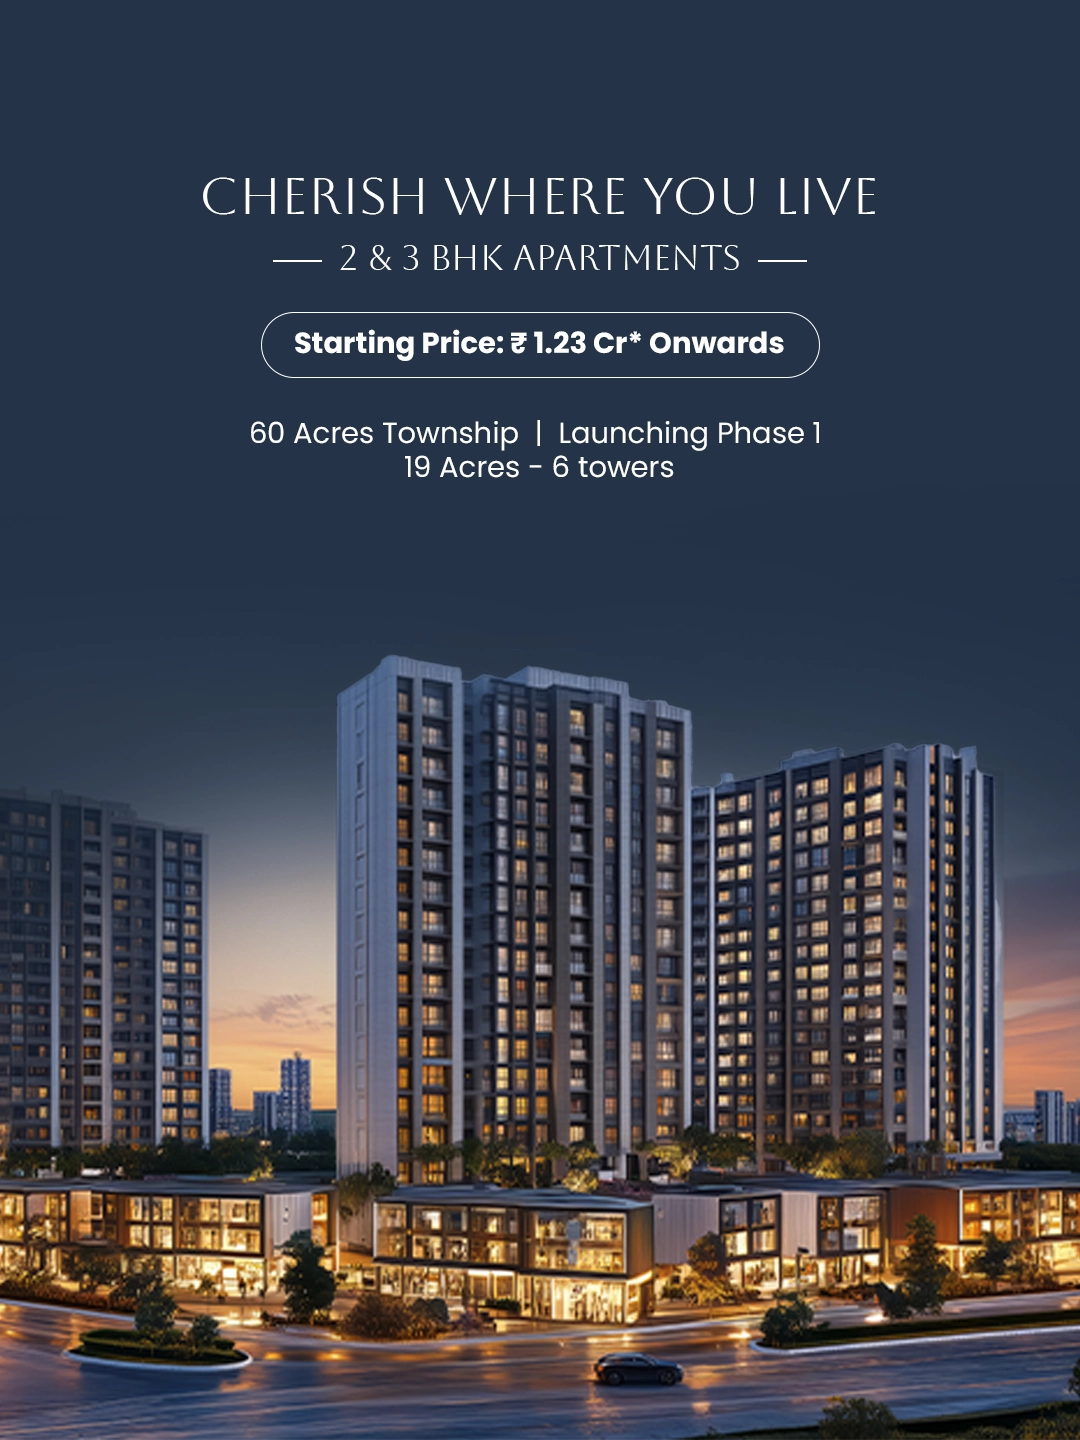 CHERISH WHERE YOU LIVE
2 & 3 BHK APARTMENTS
Starting Price: ₹ 1.23 Cr* Onwards
60 Acres Township | Launching Phase 1
19 Acres - 6 towers